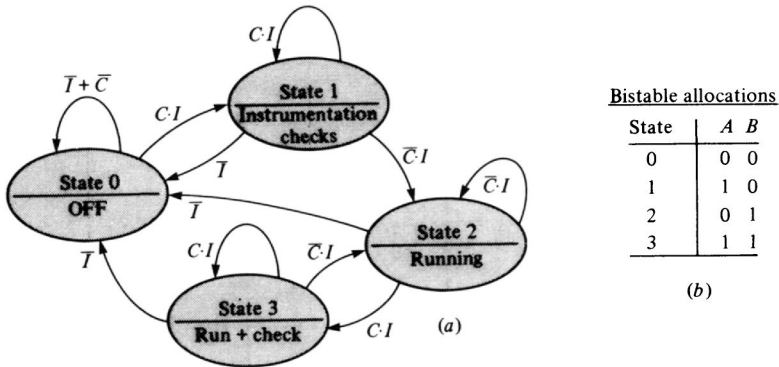 C·I
State 1
Instrumentation
checks
I̅ + C̅
C·I
I̅
C̅·I
State 0
OFF
I̅
C̅·I
State 2
Running
I̅
C·I
C̅·I
State 3
Run + check
C·I
(a)
Bistable allocations
State A B
0 0 0
1 1 0
2 0 1
3 1 1
(b)